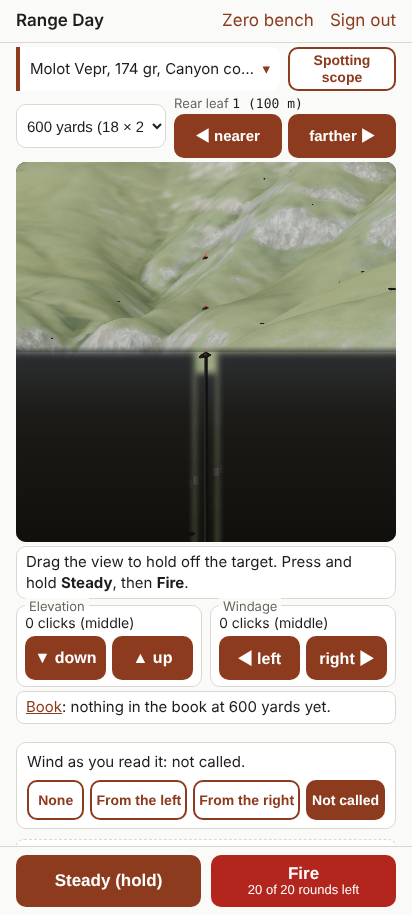 Range Day
Zero bench
Sign out
Molot Vepr, 174 gr, Canyon co... ▾
Spotting
scope
600 yards (18 × 2
Rear leaf 1 (100 m)
◀ nearer
farther ▶
Drag the view to hold off the target. Press and
hold Steady, then Fire.
Elevation
0 clicks (middle)
▼ down
▲ up
Windage
0 clicks (middle)
◀ left
right ▶
Book: nothing in the book at 600 yards yet.
Wind as you read it: not called.
None
From the left
From the right
Not called
Steady (hold)
Fire
20 of 20 rounds left